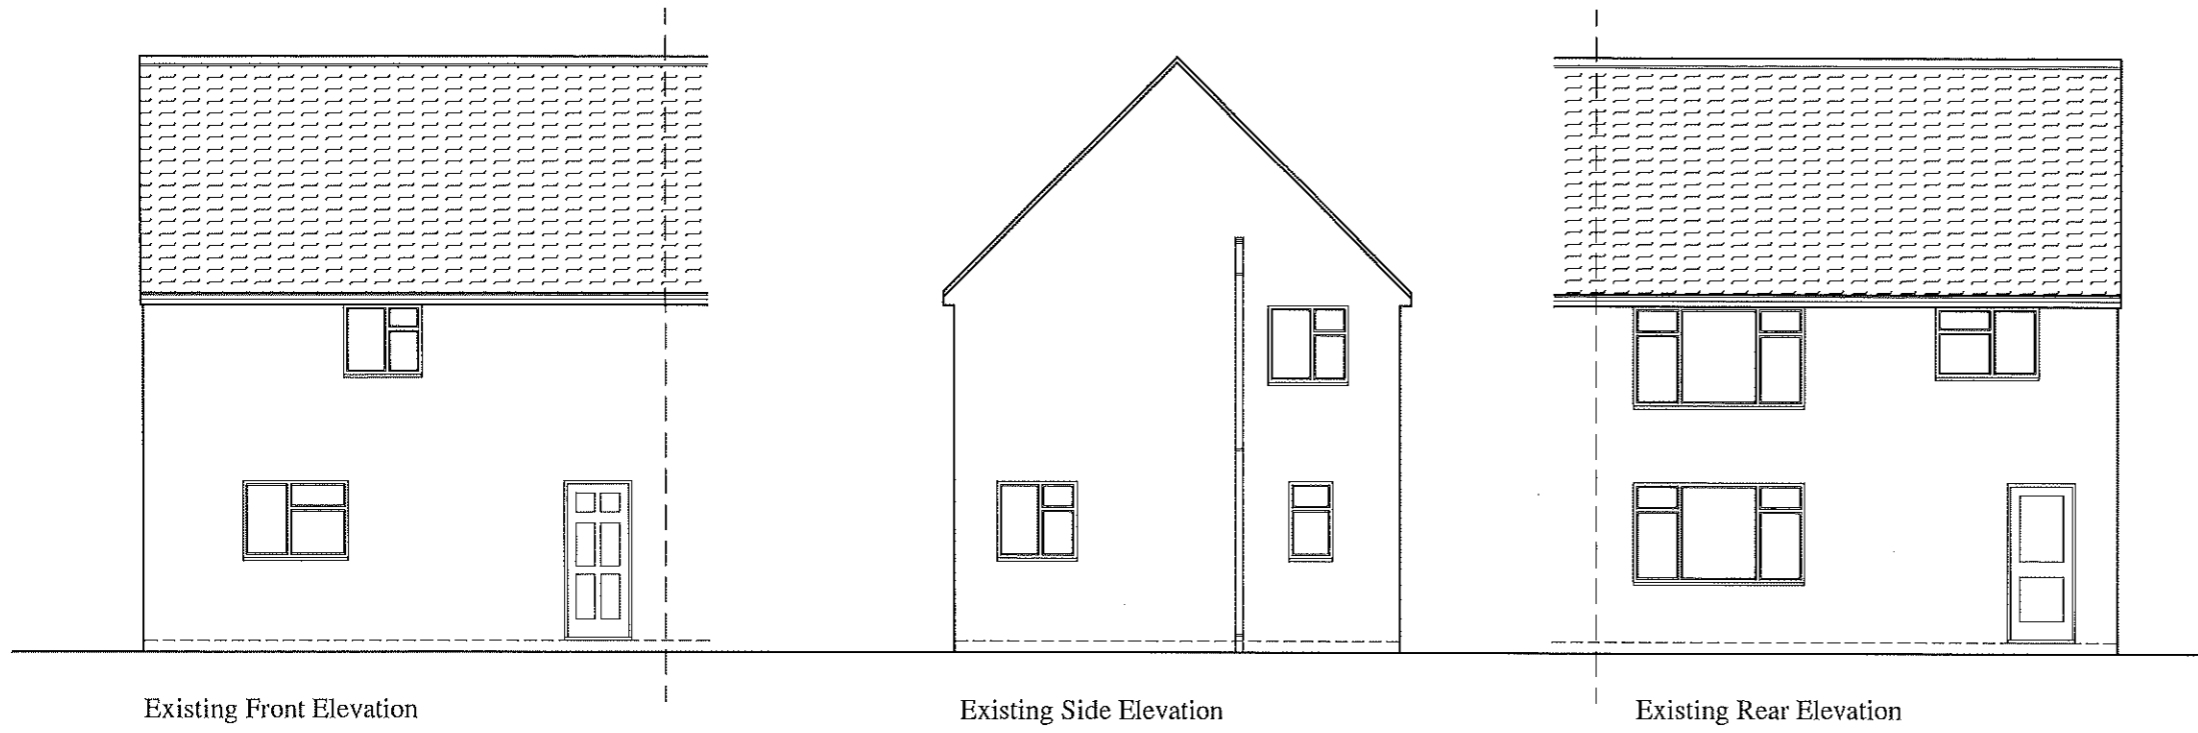 Existing Front Elevation
Existing Side Elevation
Existing Rear Elevation